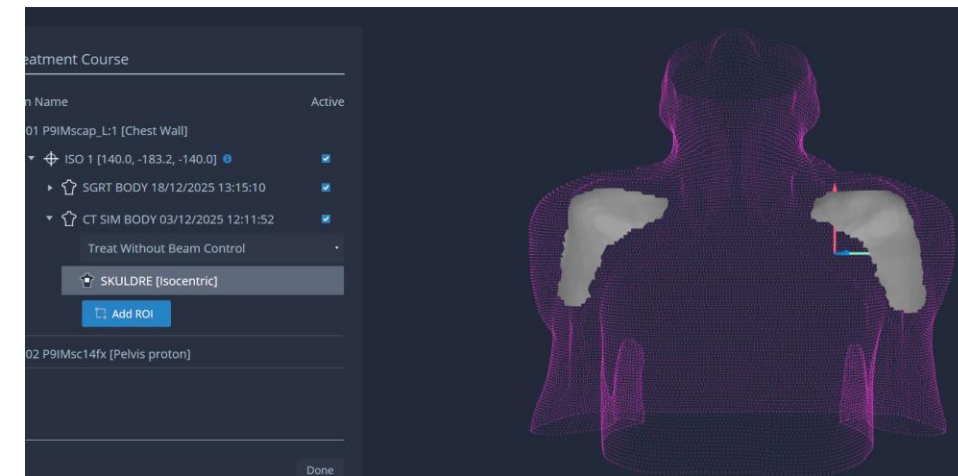 eatment Course
n Name Active
01 P9IMscap_L:1 [Chest Wall]
ISO 1 [140.0, -183.2, -140.0]
SGRT BODY 18/12/2025 13:15:10
CT SIM BODY 03/12/2025 12:11:52
Treat Without Beam Control
SKULDRE [Isocentric]
Add ROI
02 P9IMsc14fx [Pelvis proton]
Done